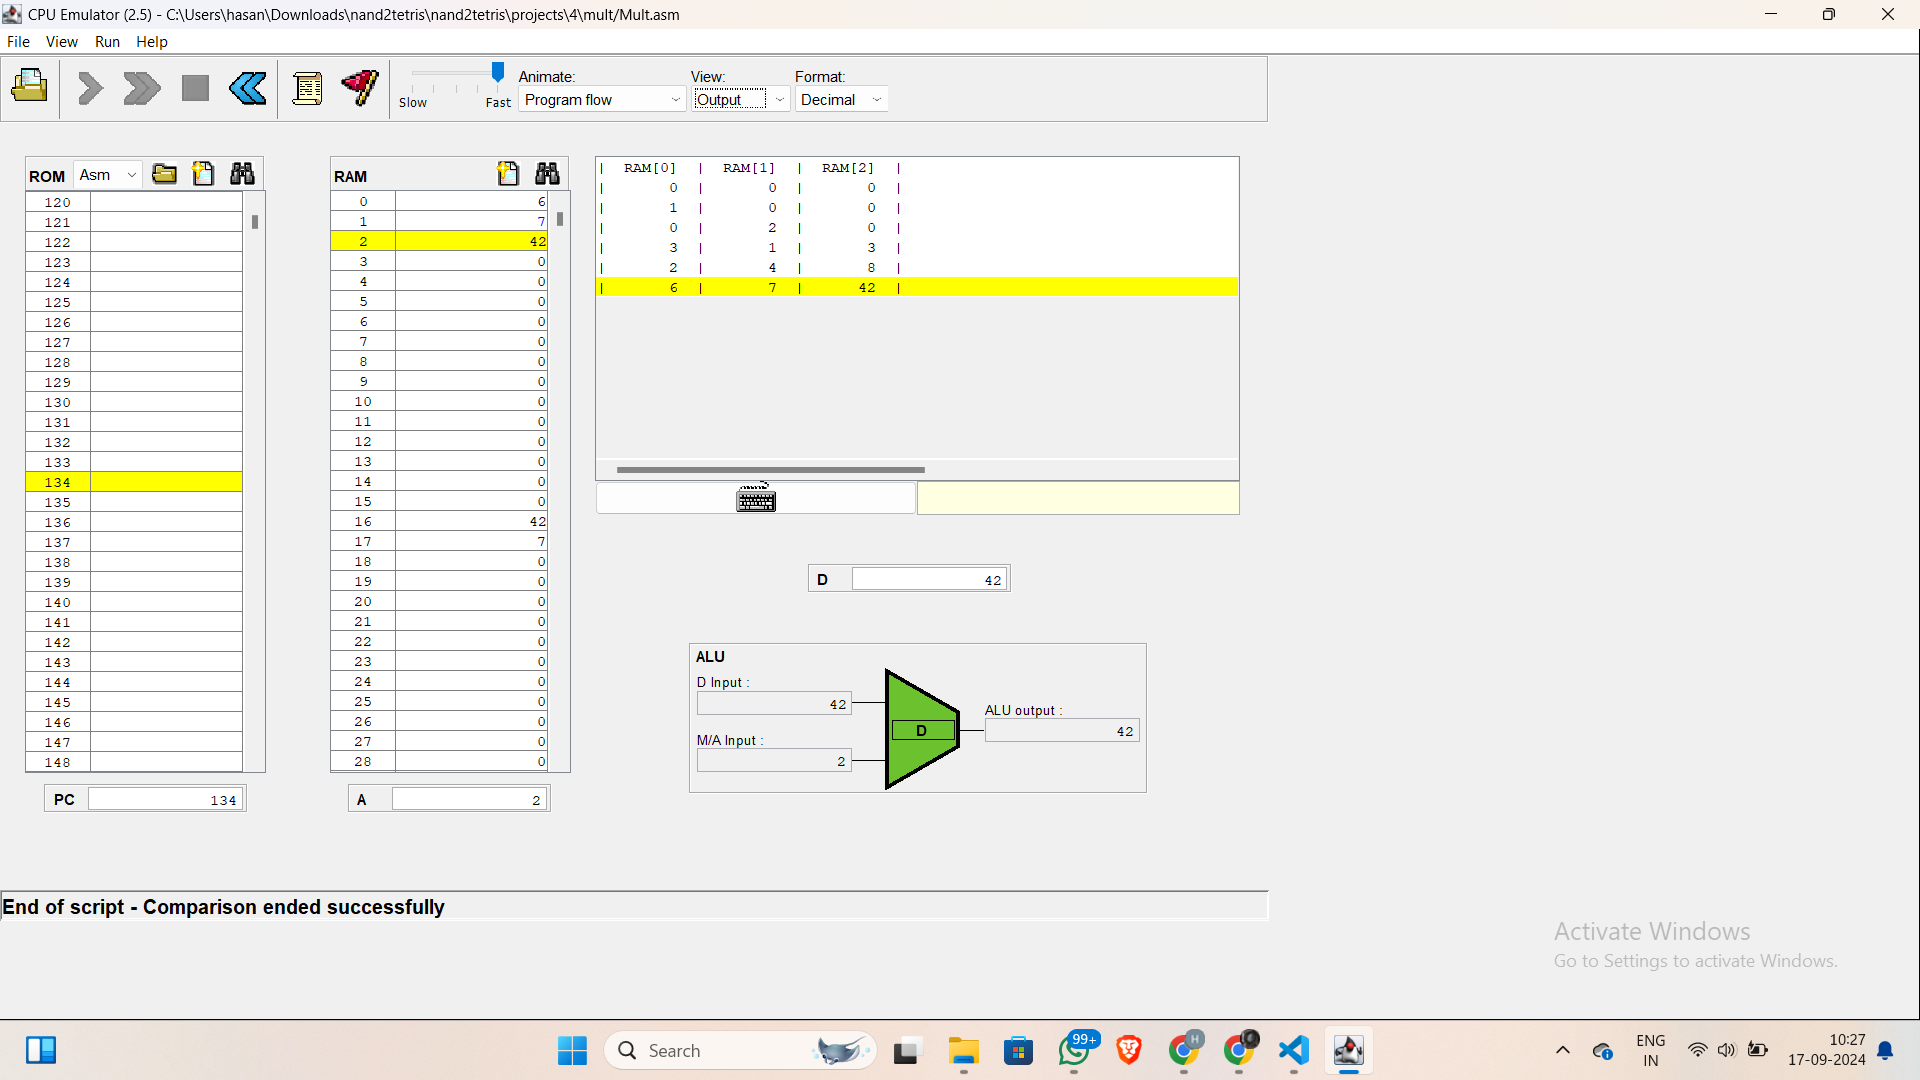 CPU Emulator (2.5) - C:\Users\hasan\Downloads\nand2tetris\nand2tetris\projects\4\mult/Mult.asm
File View Run Help
Slow Fast
Animate:
Program flow
View:
Output
Format:
Decimal
ROM Asm
120
121
122
123
124
125
126
127
128
129
130
131
132
133
134
135
136
137
138
139
140
141
142
143
144
145
146
147
148
PC 134
RAM
0 6
1 7
2 42
3 0
4 0
5 0
6 0
7 0
8 0
9 0
10 0
11 0
12 0
13 0
14 0
15 0
16 42
17 7
18 0
19 0
20 0
21 0
22 0
23 0
24 0
25 0
26 0
27 0
28 0
A 2
| RAM[0] | RAM[1] | RAM[2] |
| 0 | 0 | 0 |
| 1 | 0 | 0 |
| 0 | 2 | 0 |
| 3 | 1 | 3 |
| 2 | 4 | 8 |
| 6 | 7 | 42 |
D 42
ALU
D Input :
42
M/A Input :
2
D
ALU output :
42
End of script - Comparison ended successfully
Activate Windows
Go to Settings to activate Windows.
Search
99+
H
ENG
IN
10:27
17-09-2024